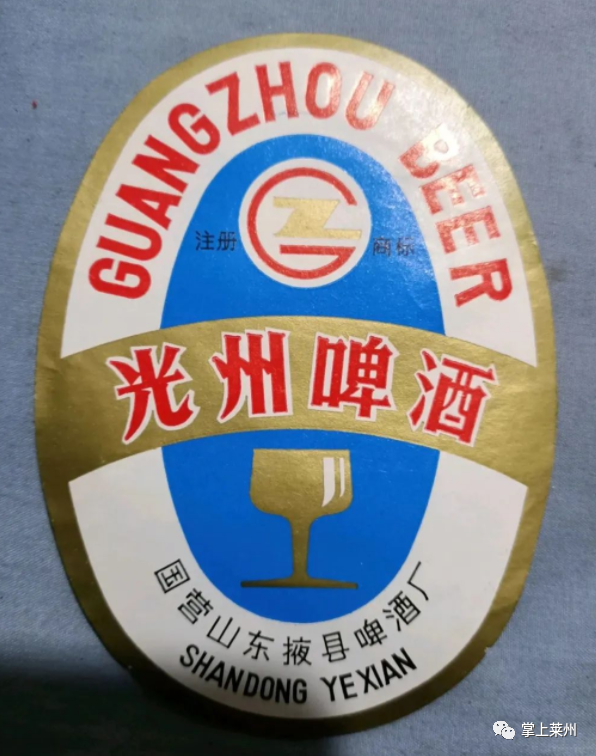 GUANGZHOU BEER
注册 商标
光州啤酒
国营山东掖县啤酒厂
SHANDONG YEXIAN
掌上莱州